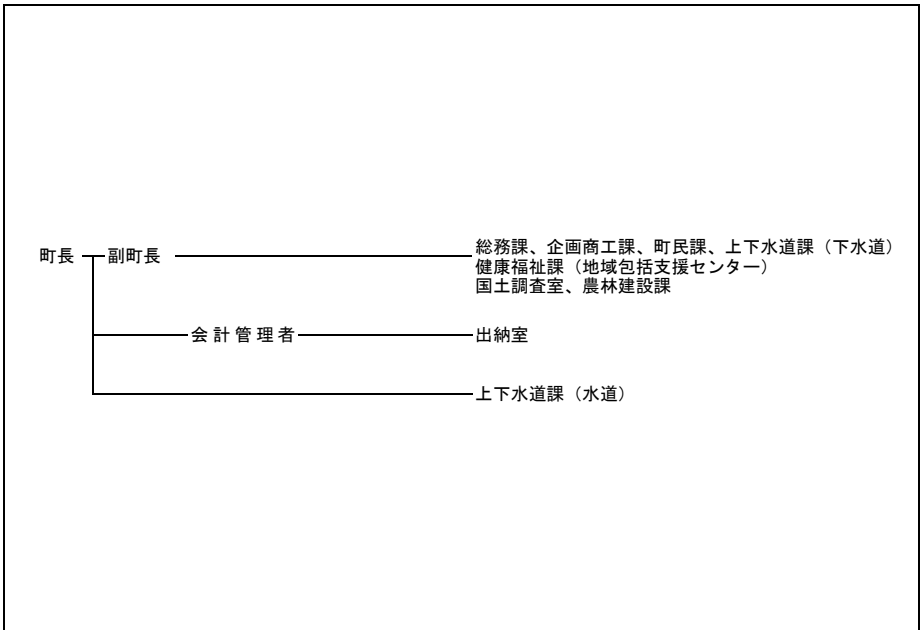 町長 副町長 総務課、企画商工課、町民課、上下水道課（下水道）
健康福祉課（地域包括支援センター）
国土調査室、農林建設課
会計管理者 出納室
上下水道課（水道）